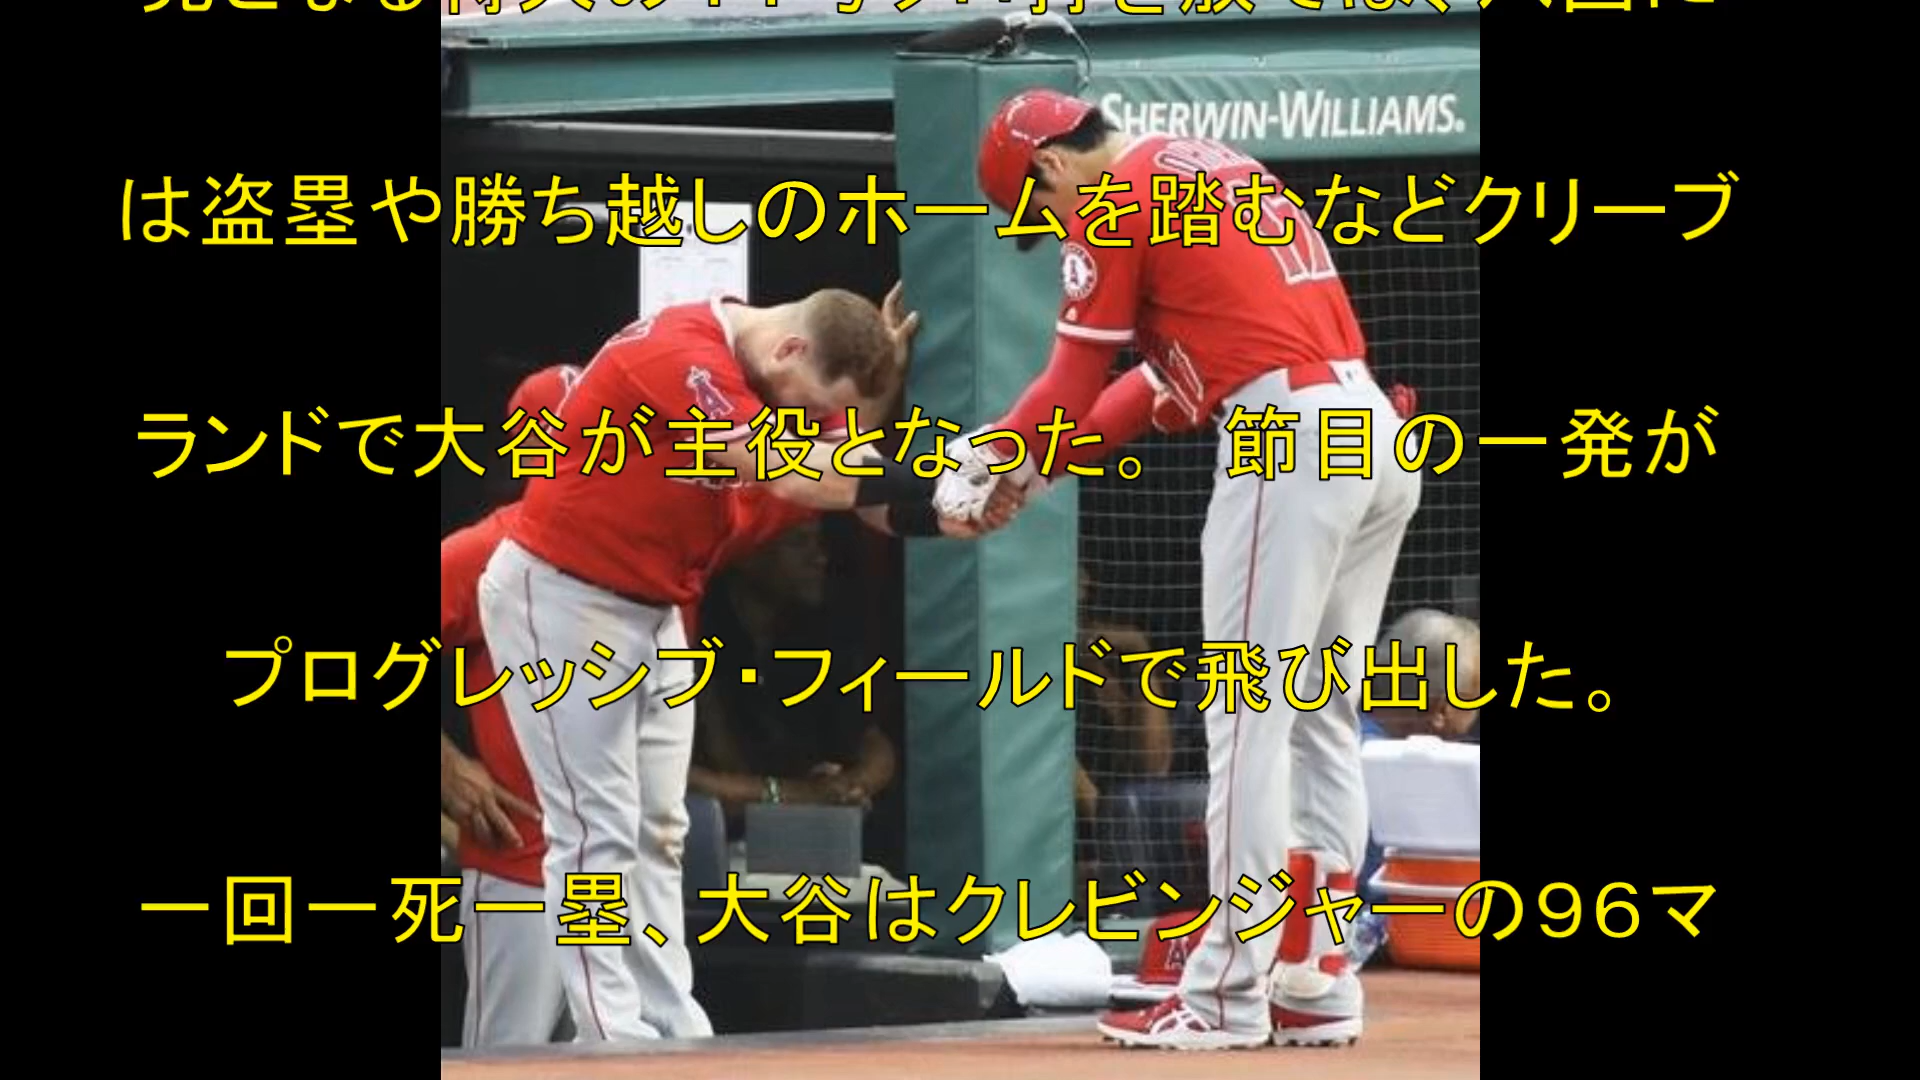 は盗塁や勝ち越しのホームを踏むなどクリーブ
ランドで大谷が主役となった。 節目の一発が
プログレッシブ・フィールドで飛び出した。
一回一死一塁、大谷はクレビンジャーの96マ
SHERWIN-WILLIAMS.
17
A
A